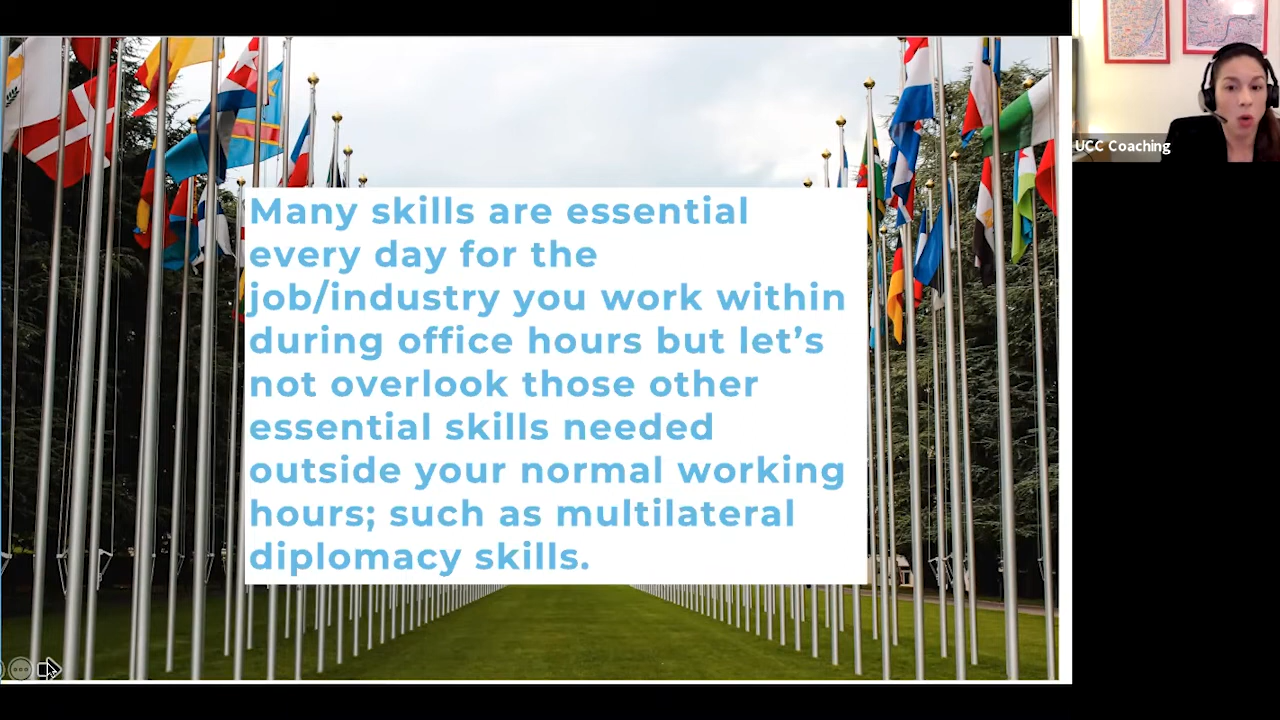 Many skills are essential
every day for the
job/industry you work within
during office hours but let’s
not overlook those other
essential skills needed
outside your normal working
hours; such as multilateral
diplomacy skills.
UCC Coaching